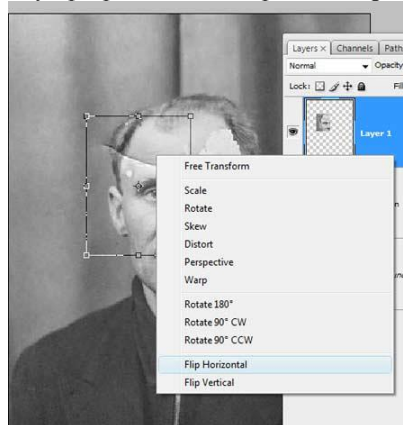 Layers × Channels Path
Normal Opacity
Lock: Fil
Layer 1
Free Transform
Scale
Rotate
Skew
Distort
Perspective
Warp
Rotate 180°
Rotate 90° CW
Rotate 90° CCW
Flip Horizontal
Flip Vertical